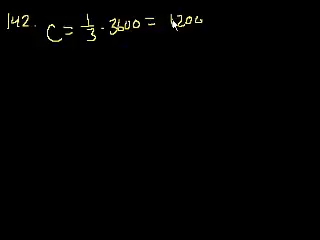 142. C = 1/3 · 3600 = 1200